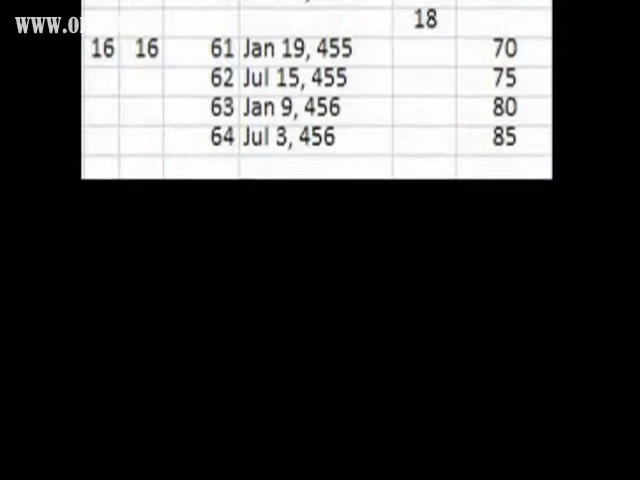 18
16 16 61 Jan 19, 455 70
62 Jul 15, 455 75
63 Jan 9, 456 80
64 Jul 3, 456 85